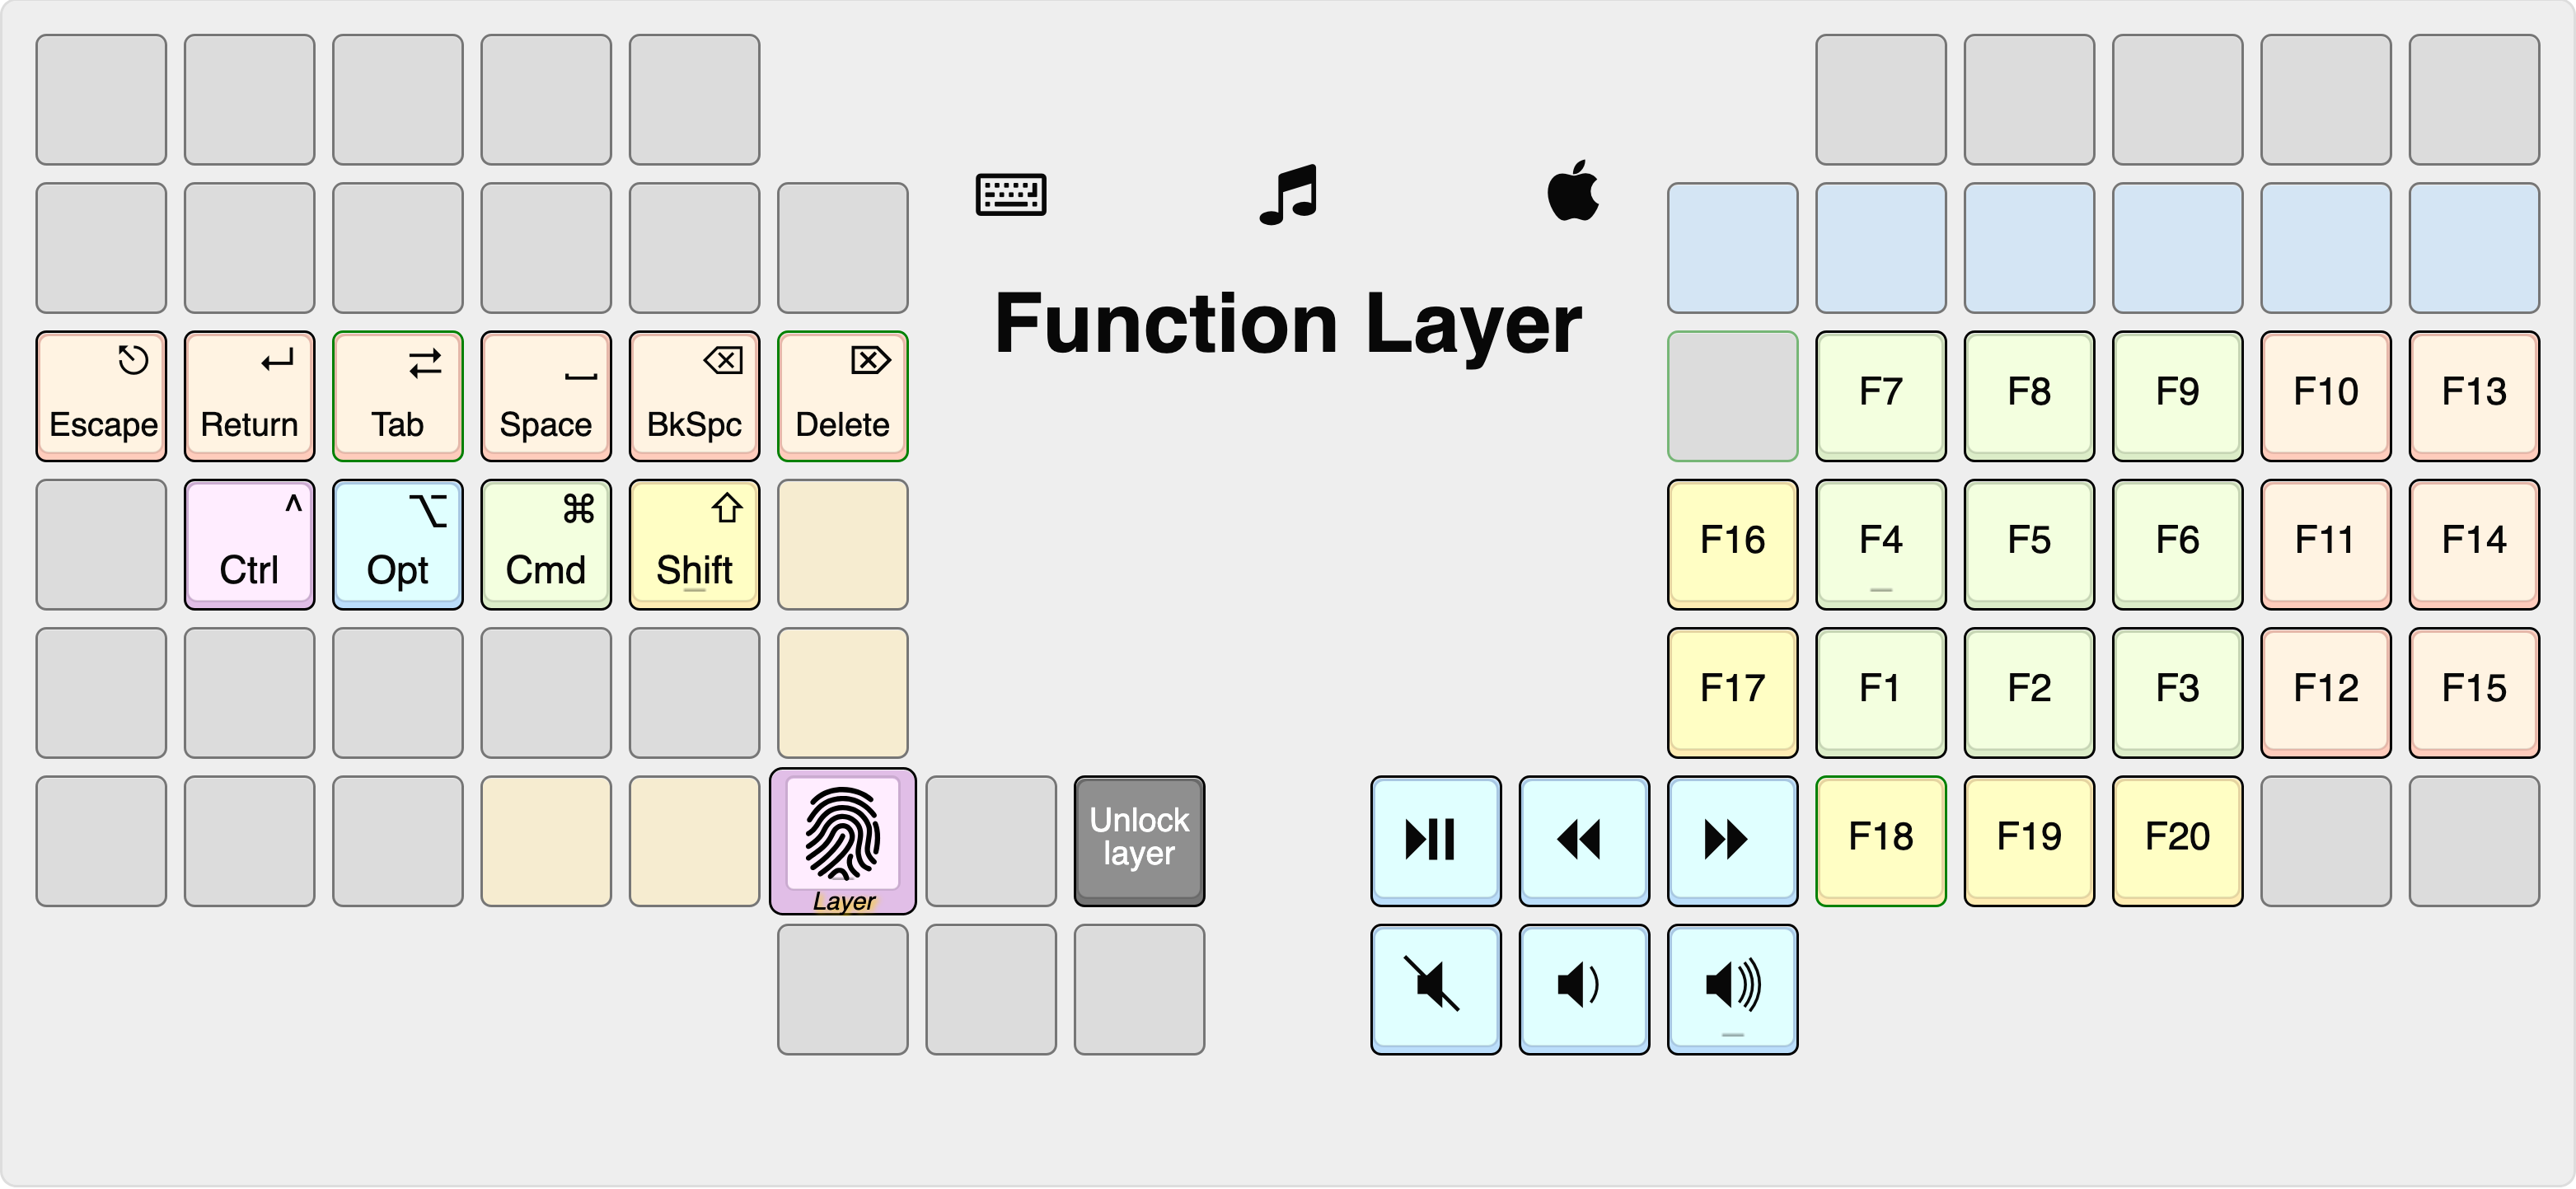 Function Layer
Escape Return Tab Space BkSpc Delete
F7 F8 F9 F10 F13
^
Ctrl Opt Cmd Shift
F16 F4 F5 F6 F11 F14
F17 F1 F2 F3 F12 F15
Layer
Unlock
layer
F18 F19 F20